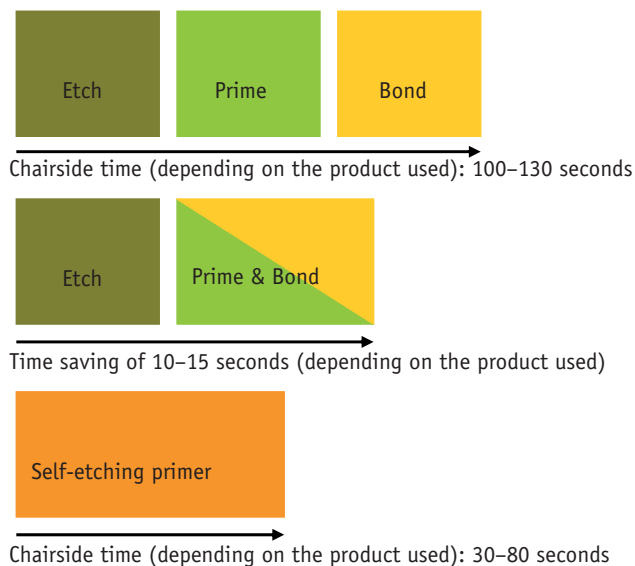 Etch Prime Bond
Chairside time (depending on the product used): 100–130 seconds
Etch Prime & Bond
Time saving of 10–15 seconds (depending on the product used)
Self-etching primer
Chairside time (depending on the product used): 30–80 seconds